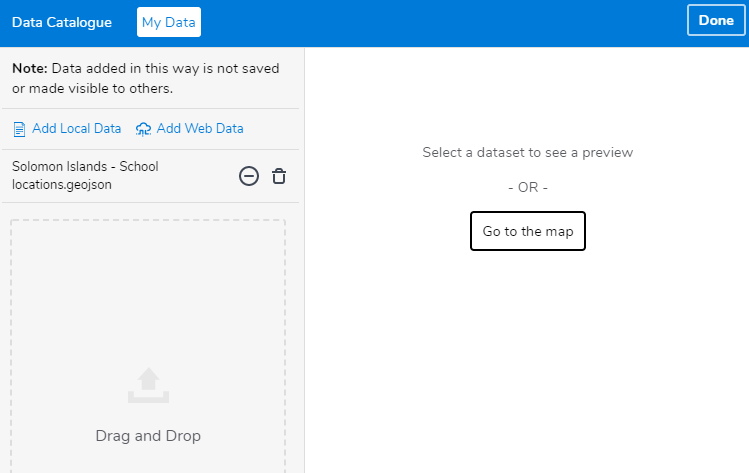 Data Catalogue
My Data
Done
Note: Data added in this way is not saved
or made visible to others.
Add Local Data
Add Web Data
Solomon Islands - School
locations.geojson
Drag and Drop
Select a dataset to see a preview
- OR -
Go to the map